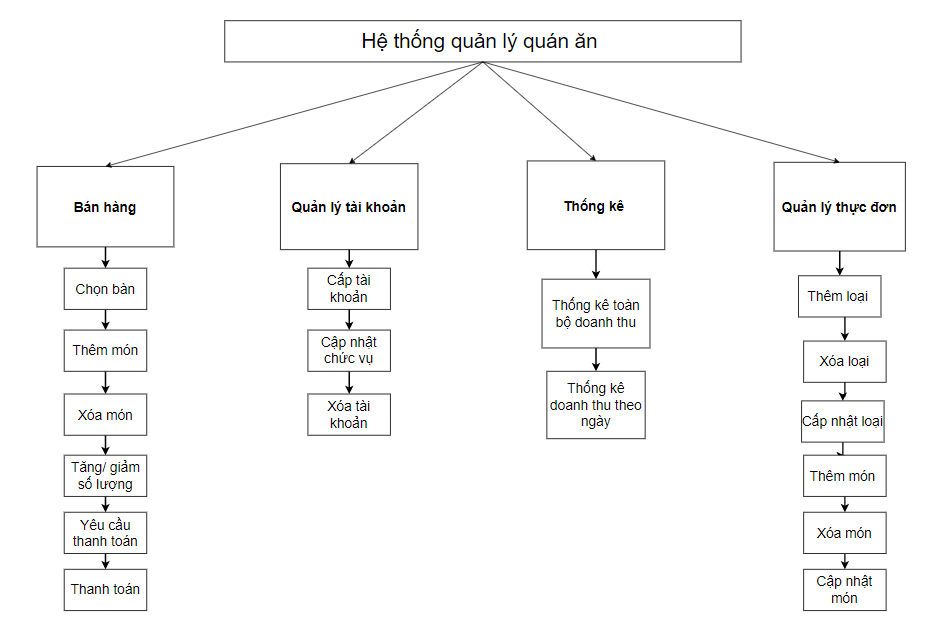 Hệ thống quản lý quán ăn
Bán hàng
Chọn bàn
Thêm món
Xóa món
Tăng/ giảm
số lượng
Yêu cầu
thanh toán
Thanh toán
Quản lý tài khoản
Cấp tài
khoản
Cập nhật
chức vụ
Xóa tài
khoản
Thống kê
Thống kê toàn
bộ doanh thu
Thống kê
doanh thu theo
ngày
Quản lý thực đơn
Thêm loại
Xóa loại
Cấp nhật loại
Thêm món
Xóa món
Cập nhật
món